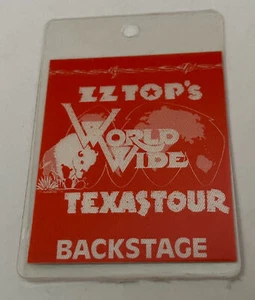 ZZ TOP'S
WORLD
WIDE
TEXAS TOUR
BACKSTAGE